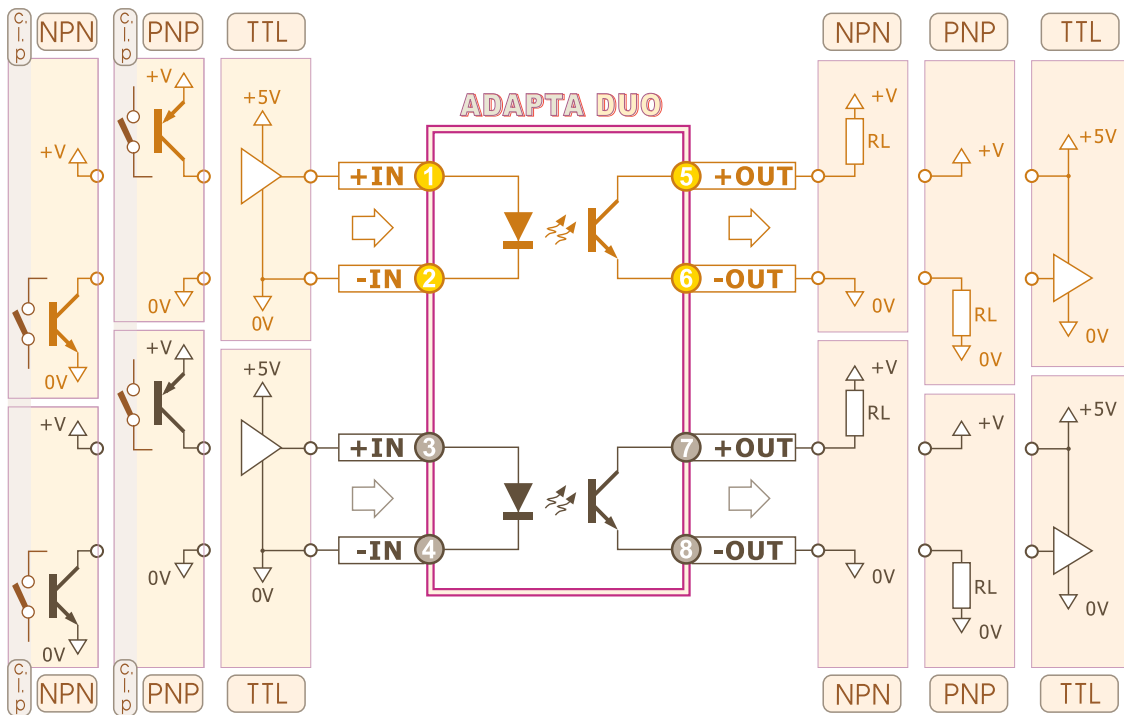 c.l.p NPN c.l.p PNP TTL NPN PNP TTL
ADAPTA DUO
+V +5V +V
RL
+V +V +5V
+IN 1 5 +OUT
-IN 2 6 -OUT
0V 0V 0V
RL
0V 0V
0V
+V +5V +V
0V
+V RL +V +5V
+IN 3 7 +OUT
-IN 4 8 -OUT
0V 0V 0V
RL
0V 0V
0V
c.l.p NPN c.l.p PNP TTL NPN PNP TTL